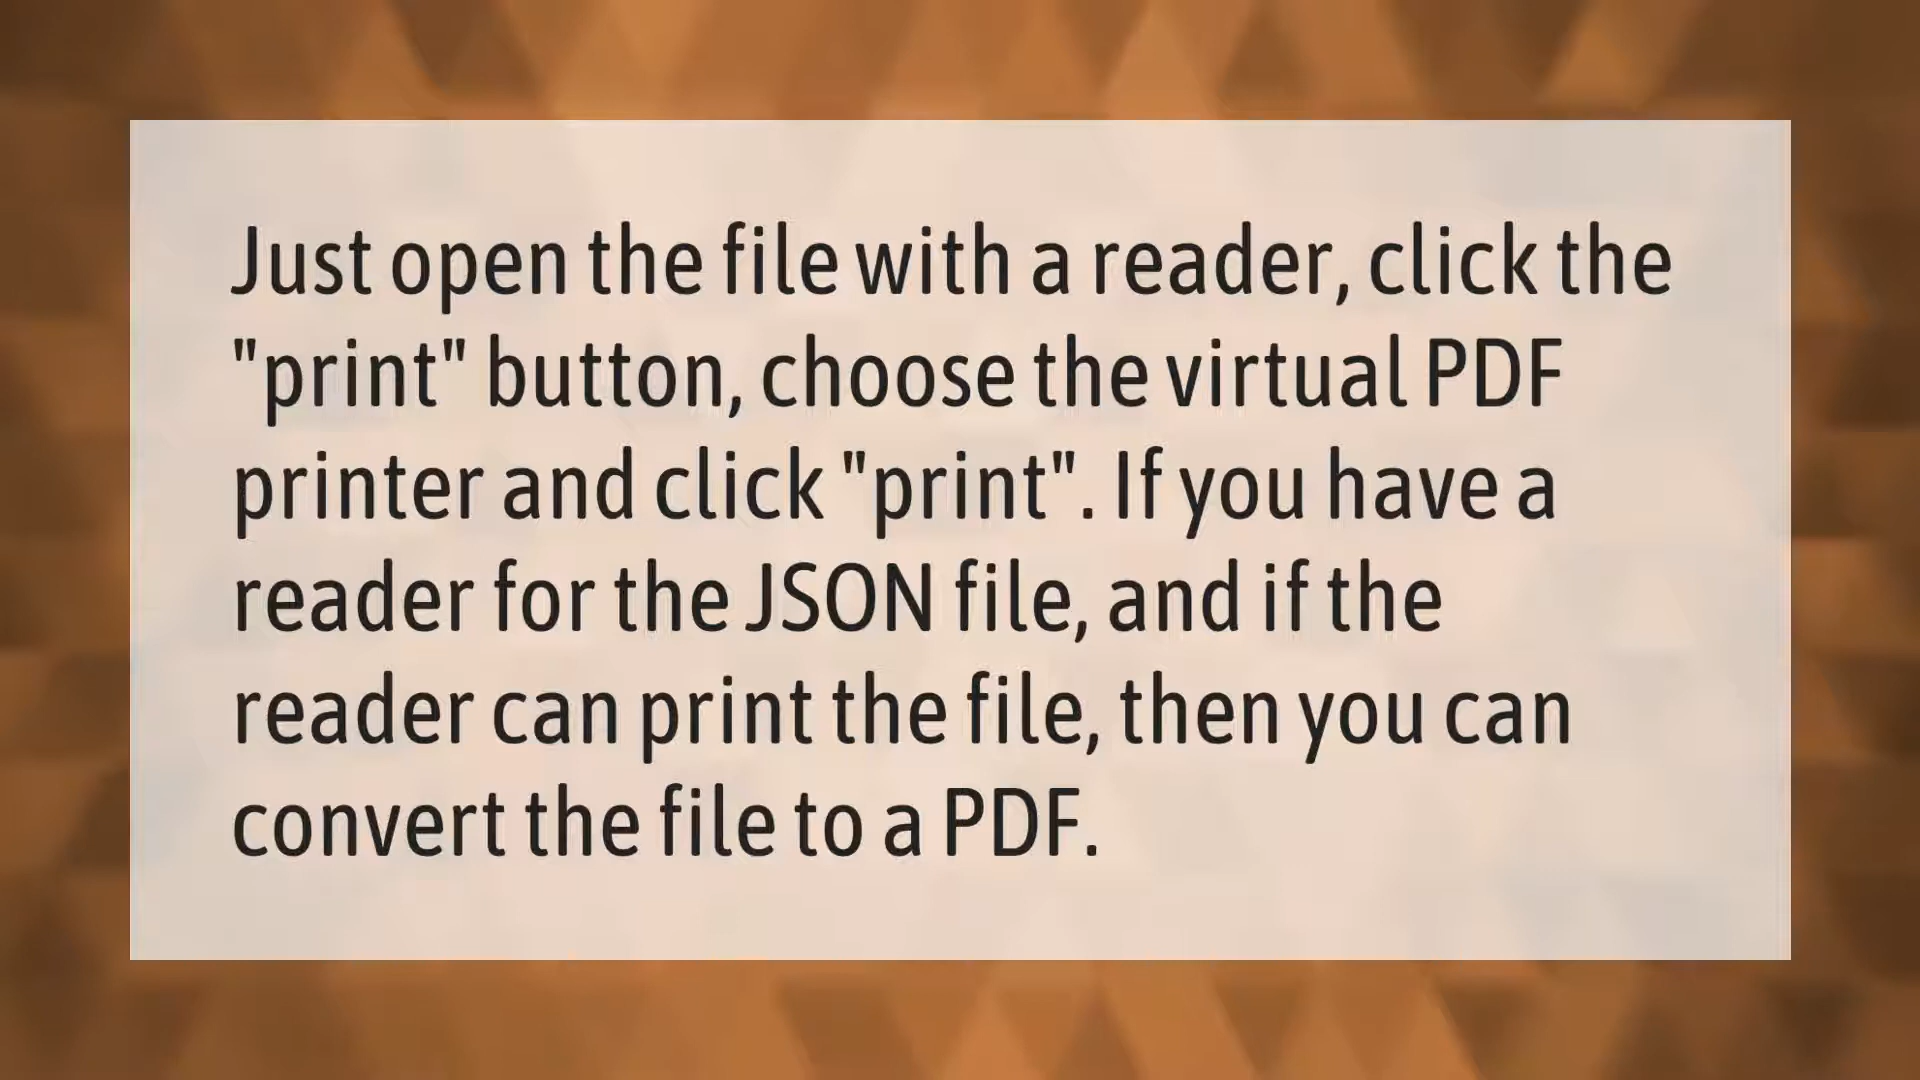 Just open the file with a reader, click the
"print" button, choose the virtual PDF
printer and click "print". If you have a
reader for the JSON file, and if the
reader can print the file, then you can
convert the file to a PDF.